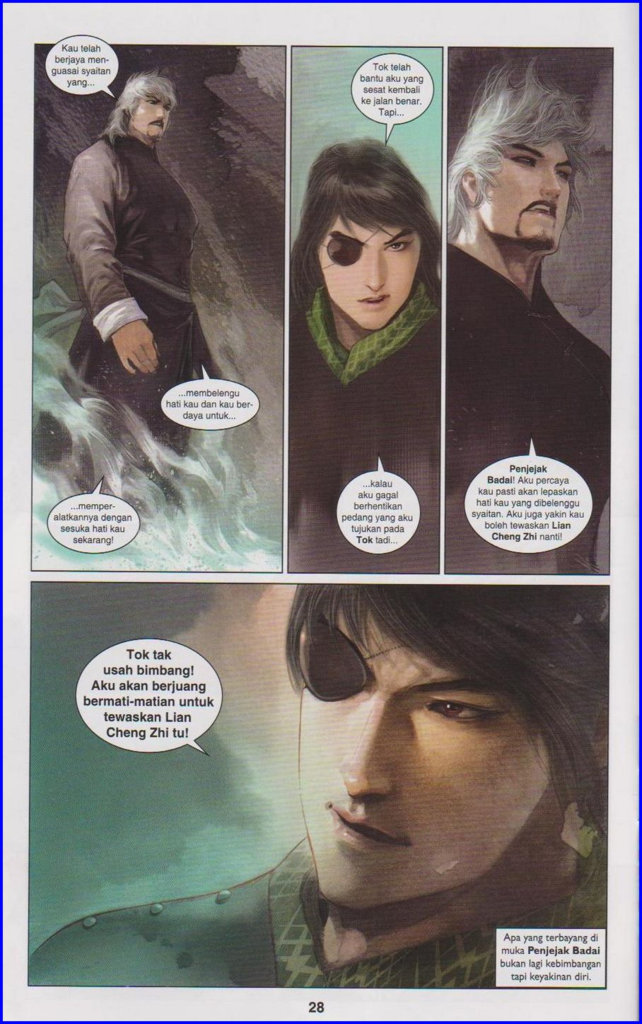 Kau telah
berjaya men-
guasai syaitan
yang...
...membelengu
hati kau dan kau ber-
daya untuk...
...memper-
alatkannya dengan
sesuka hati kau
sekarang!
Tok telah
bantu aku yang
sesat kembali
ke jalan benar.
Tapi...
...kalau
aku gagal
berhentikan
pedang yang aku
tujukan pada
Tok tadi...
Penjejak
Badai! Aku percaya
kau pasti akan lepaskan
hati kau yang dibelenggu
syaitan. Aku juga yakin kau
boleh tewaskan Lian
Cheng Zhi nanti!
Tok tak
usah bimbang!
Aku akan berjuang
bermati-matian untuk
tewaskan Lian
Cheng Zhi tu!
Apa yang terbayang di
muka Penjejak Badai
bukan lagi kebimbangan
tapi keyakinan diri.
28